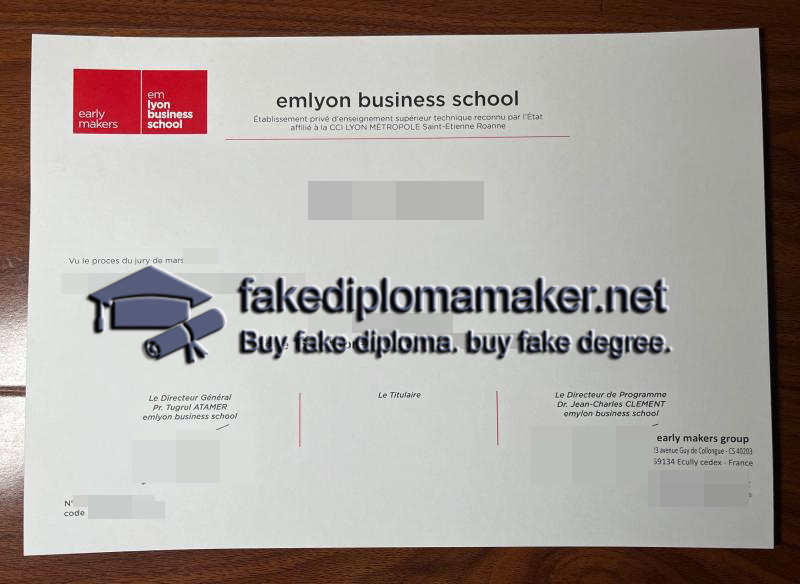 early
makers
em
lyon
business
school
emlyon business school
Établissement privé d'enseignement supérieur technique reconnu par l'État
affilié à la CCI LYON MÉTROPOLE Saint-Étienne Roanne
Vu le proces du jury de mars
fakediplomamaker.net
Buy fake diploma. buy fake degree.
Le Directeur Général
Pr. Tugrul ATAMER
emlyon business school
Le Titulaire
Le Directeur de Programme
Dr. Jean-Charles CLEMENT
emylon business school
early makers group
23 avenue Guy de Collongue - CS 40203
69134 Ecully cedex - France
N°
code